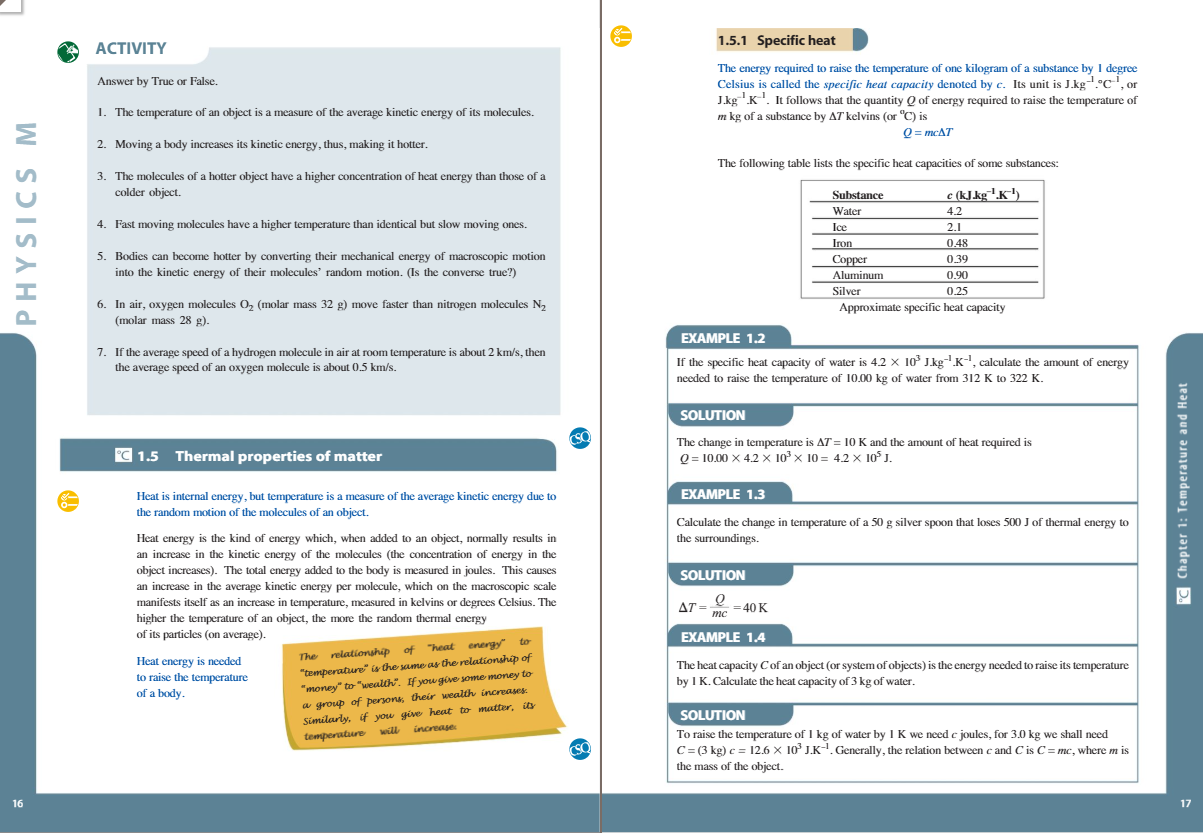 ACTIVITY
Answer by True or False.
1. The temperature of an object is a measure of the average kinetic energy of its molecules.
2. Moving a body increases its kinetic energy, thus, making it hotter.
3. The molecules of a hotter object have a higher concentration of heat energy than those of a
colder object.
4. Fast moving molecules have a higher temperature than identical but slow moving ones.
5. Bodies can become hotter by converting their mechanical energy of macroscopic motion
into the kinetic energy of their molecules’ random motion. (Is the converse true?)
6. In air, oxygen molecules O₂ (molar mass 32 g) move faster than nitrogen molecules N₂
(molar mass 28 g).
7. If the average speed of a hydrogen molecule in air at room temperature is about 2 km/s, then
the average speed of an oxygen molecule is about 0.5 km/s.
PHYSICS M
CSQ
°C 1.5 Thermal properties of matter
Heat is internal energy, but temperature is a measure of the average kinetic energy due to
the random motion of the molecules of an object.
Heat energy is the kind of energy which, when added to an object, normally results in
an increase in the kinetic energy of the molecules (the concentration of energy in the
object increases). The total energy added to the body is measured in joules. This causes
an increase in the average kinetic energy per molecule, which on the macroscopic scale
manifests itself as an increase in temperature, measured in kelvins or degrees Celsius. The
higher the temperature of an object, the more the random thermal energy
of its particles (on average).
Heat energy is needed
to raise the temperature
of a body.
The relationship of "heat energy" to
"temperature" is the same as the relationship of
"money" to "wealth". If you give some money to
a group of persons, their wealth increases.
Similarly, if you give heat to matter, its
temperature will increase.
CSQ
16
1.5.1 Specific heat
The energy required to raise the temperature of one kilogram of a substance by 1 degree
Celsius is called the specific heat capacity denoted by c. Its unit is J.kg⁻¹.°C⁻¹, or
J.kg⁻¹.K⁻¹. It follows that the quantity Q of energy required to raise the temperature of
m kg of a substance by ΔT kelvins (or °C) is
Q = mcΔT
The following table lists the specific heat capacities of some substances:
Substance c (kJ.kg⁻¹.K⁻¹)
Water 4.2
Ice 2.1
Iron 0.48
Copper 0.39
Aluminum 0.90
Silver 0.25
Approximate specific heat capacity
EXAMPLE 1.2
If the specific heat capacity of water is 4.2 × 10³ J.kg⁻¹.K⁻¹, calculate the amount of energy
needed to raise the temperature of 10.00 kg of water from 312 K to 322 K.
SOLUTION
The change in temperature is ΔT = 10 K and the amount of heat required is
Q = 10.00 × 4.2 × 10³ × 10 = 4.2 × 10⁵ J.
EXAMPLE 1.3
Calculate the change in temperature of a 50 g silver spoon that loses 500 J of thermal energy to
the surroundings.
SOLUTION
ΔT = Q/mc = 40 K
EXAMPLE 1.4
The heat capacity C of an object (or system of objects) is the energy needed to raise its temperature
by 1 K. Calculate the heat capacity of 3 kg of water.
SOLUTION
To raise the temperature of 1 kg of water by 1 K we need c joules, for 3.0 kg we shall need
C = (3 kg) c = 12.6 × 10³ J.K⁻¹. Generally, the relation between c and C is C = mc, where m is
the mass of the object.
°C Chapter 1: Temperature and Heat
17